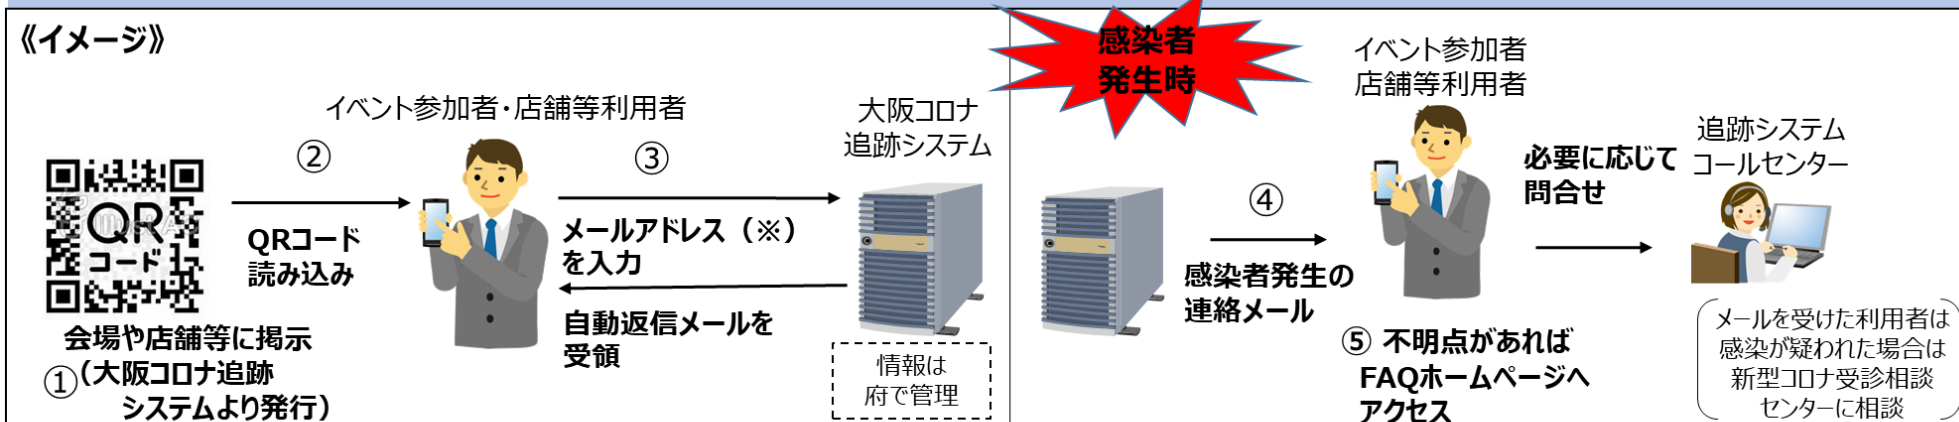 《イメージ》
イベント参加者・店舗等利用者
②
③
大阪コロナ
追跡システム
QR
コード
QRコード
読み込み
メールアドレス（※）
を入力
自動返信メールを
受領
会場や店舗等に掲示
①（大阪コロナ追跡
システムより発行）
情報は
府で管理
感染者
発生時
イベント参加者
店舗等利用者
④
感染者発生の
連絡メール
必要に応じて
問合せ
追跡システム
コールセンター
⑤ 不明点があれば
FAQホームページへ
アクセス
メールを受けた利用者は
感染が疑われた場合は
新型コロナ受診相談
センターに相談